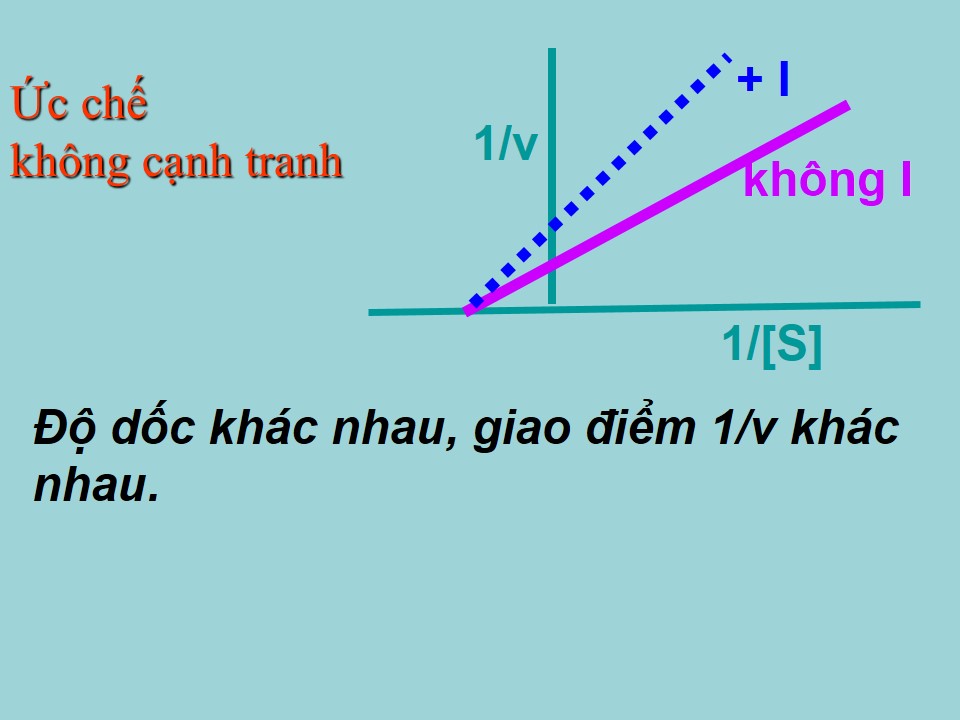 Ức chế
không cạnh tranh
+ I
1/v
không I
1/[S]
Độ dốc khác nhau, giao điểm 1/v khác
nhau.